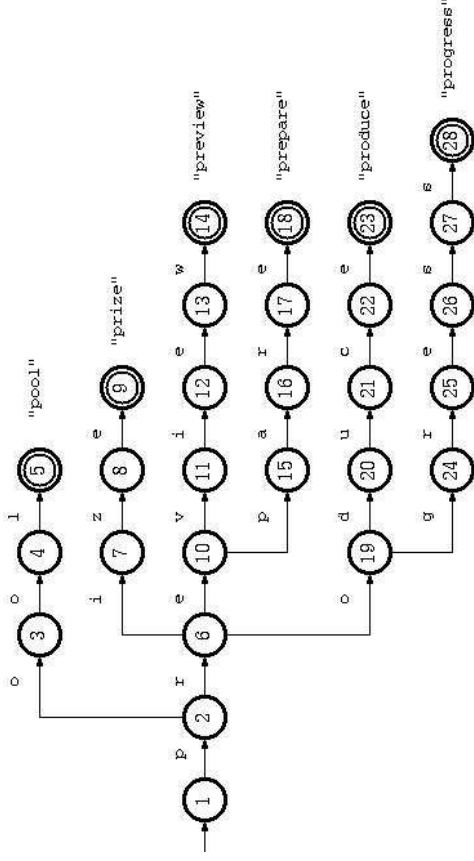 o o l "pool"
3 4 5
i z e "prize"
7 8 9
p r e v i e w "preview"
1 2 6 10 11 12 13 14
p a r e "prepare"
15 16 17 18
o d u c e "produce"
19 20 21 22 23
g r e s s "progress"
24 25 26 27 28